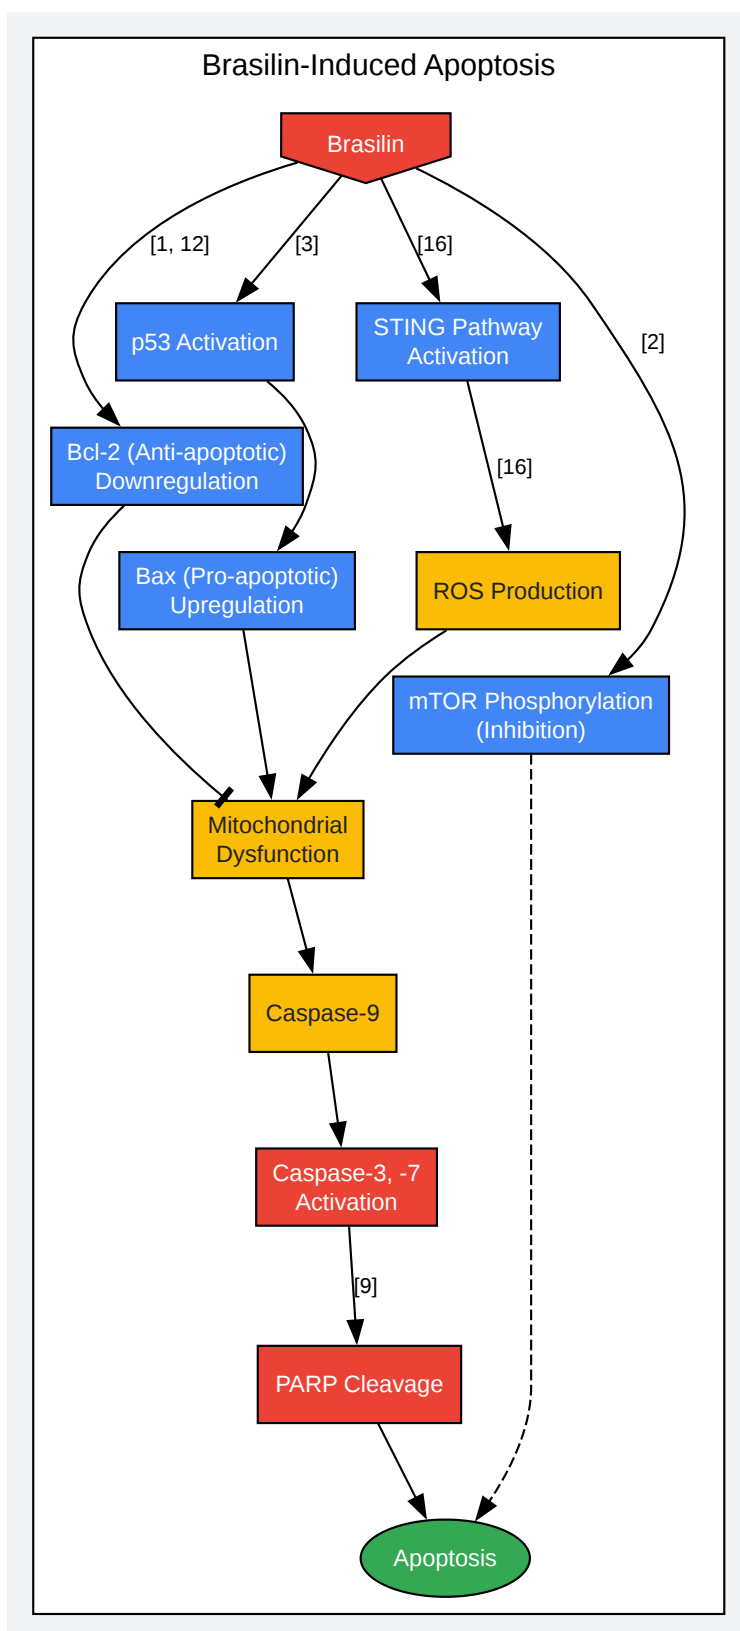 Brasilin-Induced Apoptosis
Brasilin
[1, 12]
[3]
[16]
[2]
p53 Activation
STING Pathway
Activation
Bcl-2 (Anti-apoptotic)
Downregulation
[16]
Bax (Pro-apoptotic)
Upregulation
ROS Production
mTOR Phosphorylation
(Inhibition)
Mitochondrial
Dysfunction
Caspase-9
Caspase-3, -7
Activation
[9]
PARP Cleavage
Apoptosis